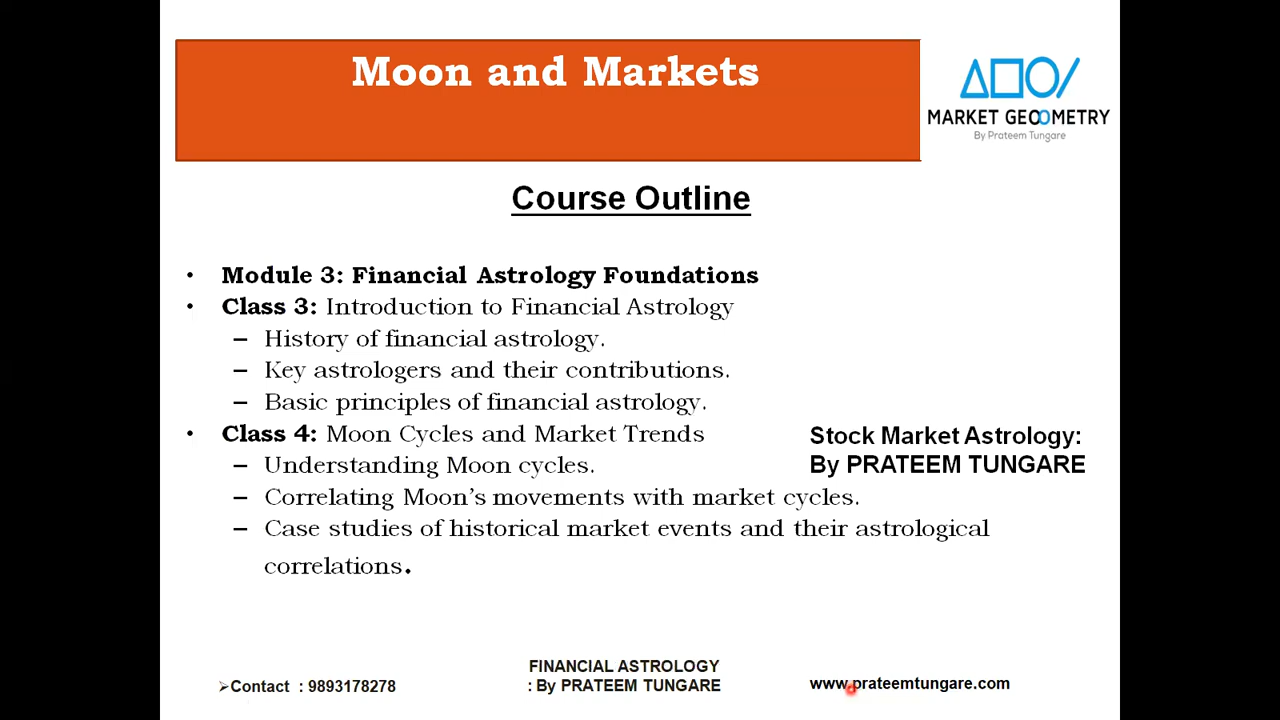 Moon and Markets
MARKET GEOOMETRY
By Prateem Tungare
Course Outline
• Module 3: Financial Astrology Foundations
• Class 3: Introduction to Financial Astrology
– History of financial astrology.
– Key astrologers and their contributions.
– Basic principles of financial astrology.
• Class 4: Moon Cycles and Market Trends
– Understanding Moon cycles.
– Correlating Moon's movements with market cycles.
– Case studies of historical market events and their astrological
correlations.
Stock Market Astrology:
By PRATEEM TUNGARE
➢Contact : 9893178278
FINANCIAL ASTROLOGY
: By PRATEEM TUNGARE
www.prateemtungare.com